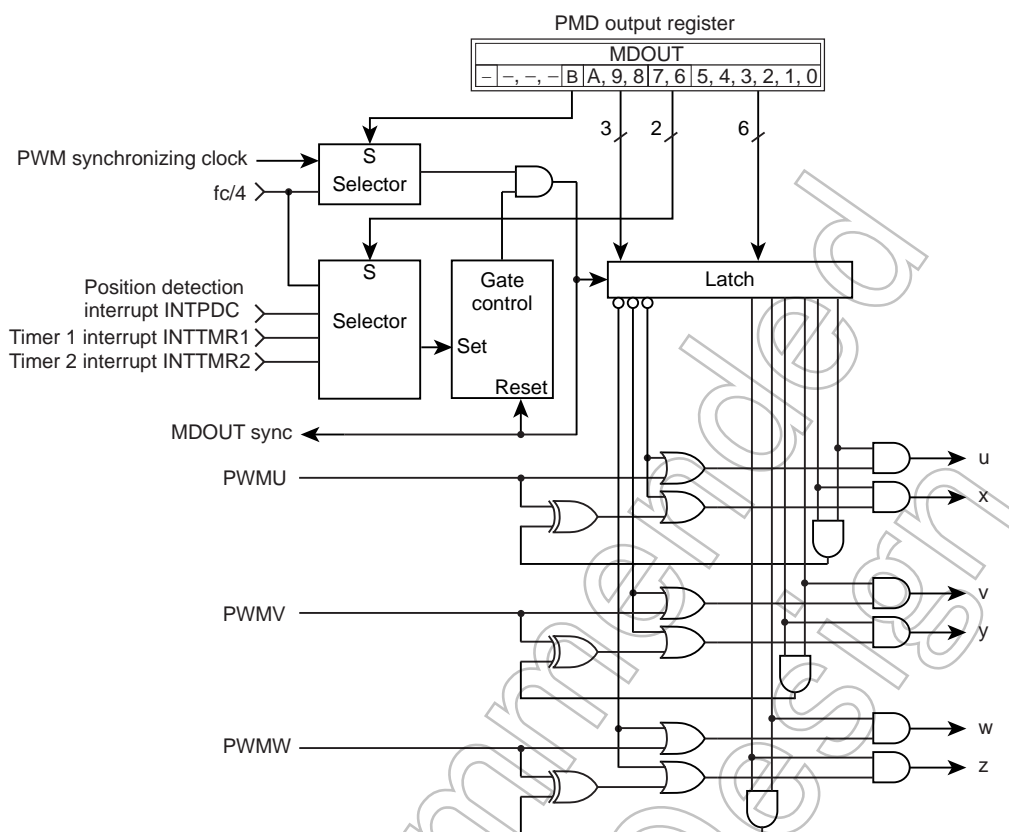 PMD output register
MDOUT
– –, –, – B A, 9, 8 7, 6 5, 4, 3, 2, 1, 0
3
2
6
PWM synchronizing clock
S
Selector
fc/4
S
Selector
Gate
control
Set
Reset
Latch
Position detection
interrupt INTPDC
Timer 1 interrupt INTTMR1
Timer 2 interrupt INTTMR2
MDOUT sync
PWMU
u
x
PWMV
v
y
PWMW
w
z
mmended
Design